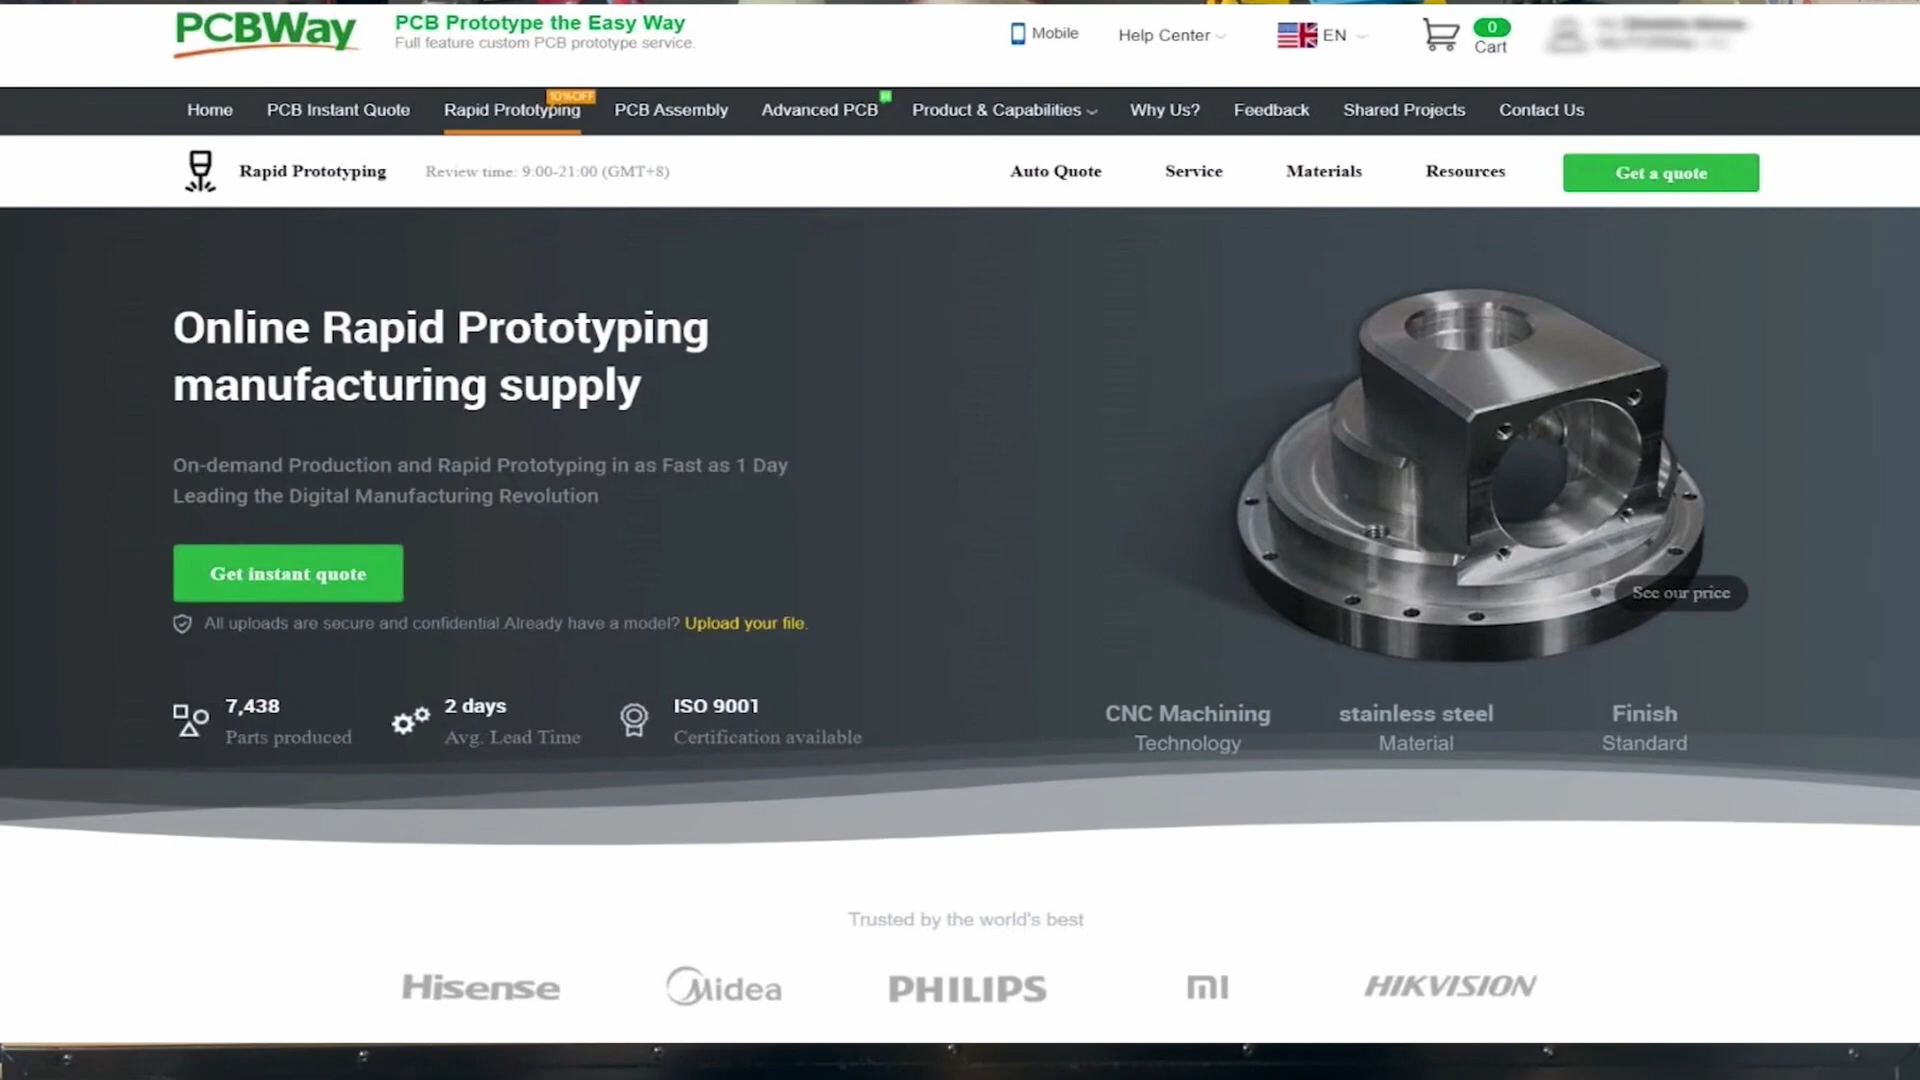 PCBWay
PCB Prototype the Easy Way
Full feature custom PCB prototype service.
Mobile
Help Center
EN
0
Cart
Home
PCB Instant Quote
Rapid Prototyping
10%OFF
PCB Assembly
Advanced PCB
Product & Capabilities
Why Us?
Feedback
Shared Projects
Contact Us
Rapid Prototyping
Review time: 9:00-21:00 (GMT+8)
Auto Quote
Service
Materials
Resources
Get a quote
Online Rapid Prototyping
manufacturing supply
On-demand Production and Rapid Prototyping in as Fast as 1 Day
Leading the Digital Manufacturing Revolution
Get instant quote
All uploads are secure and confidential.Already have a model? Upload your file.
See our price
7,438
Parts produced
2 days
Avg. Lead Time
ISO 9001
Certification available
CNC Machining
Technology
stainless steel
Material
Finish
Standard
Trusted by the world's best
Hisense
Midea
PHILIPS
MI
HIKVISION